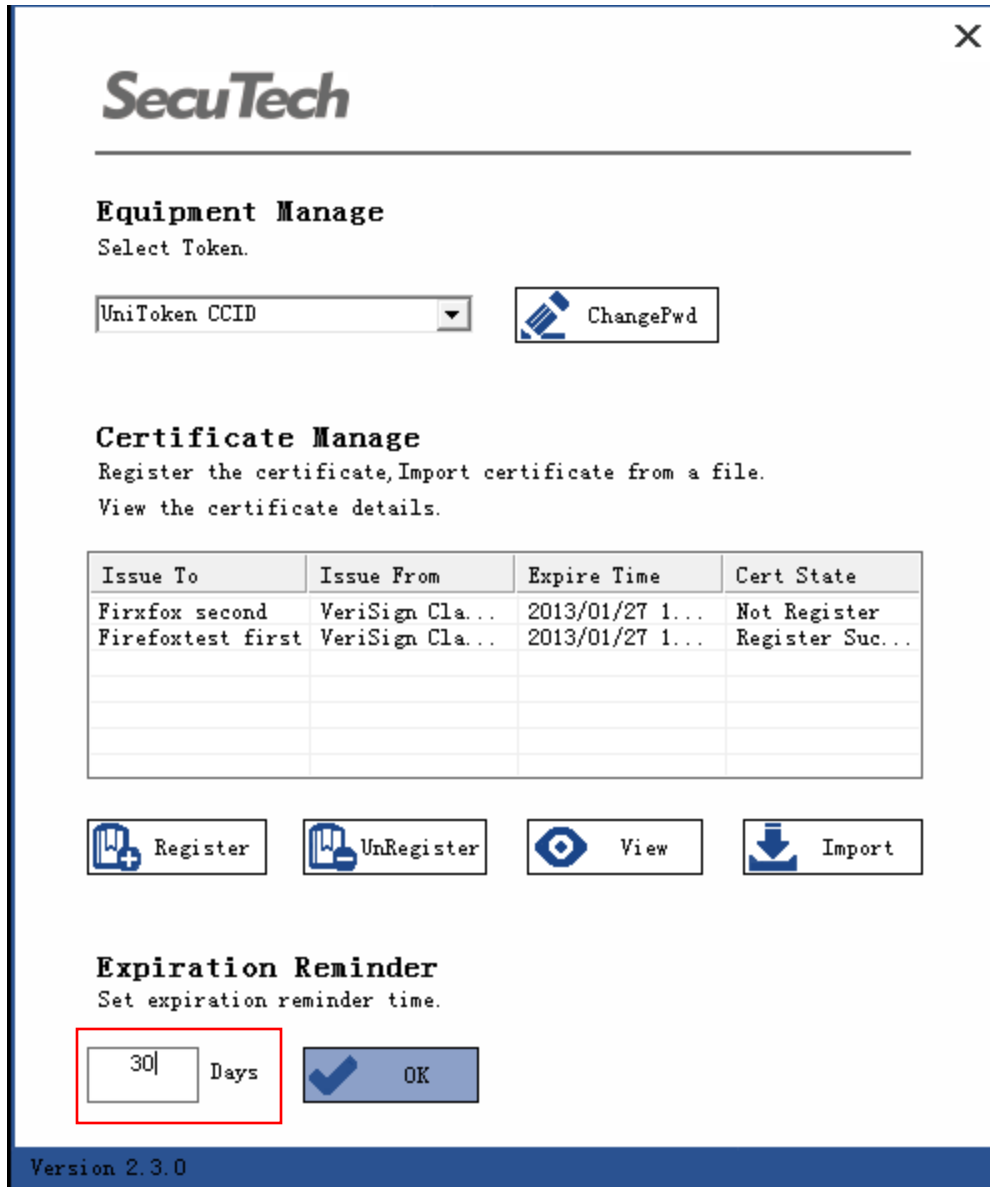 SecuTech
Equipment Manage
Select Token.
UniToken CCID
ChangePwd
Certificate Manage
Register the certificate,Import certificate from a file.
View the certificate details.
Issue To Issue From Expire Time Cert State
Firxfox second VeriSign Cla... 2013/01/27 1... Not Register
Firefoxtest first VeriSign Cla... 2013/01/27 1... Register Suc...
Register UnRegister View Import
Expiration Reminder
Set expiration reminder time.
30 Days OK
Version 2.3.0